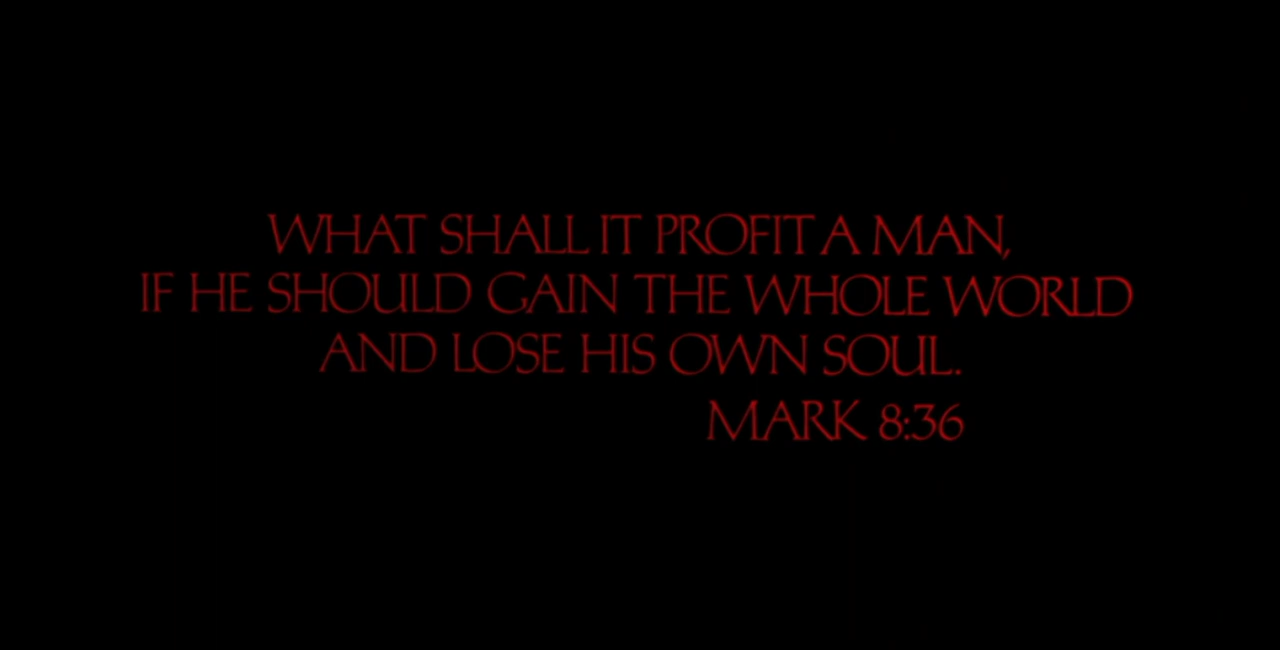 WHAT SHALL IT PROFIT A MAN,
IF HE SHOULD GAIN THE WHOLE WORLD
AND LOSE HIS OWN SOUL.
MARK 8:36